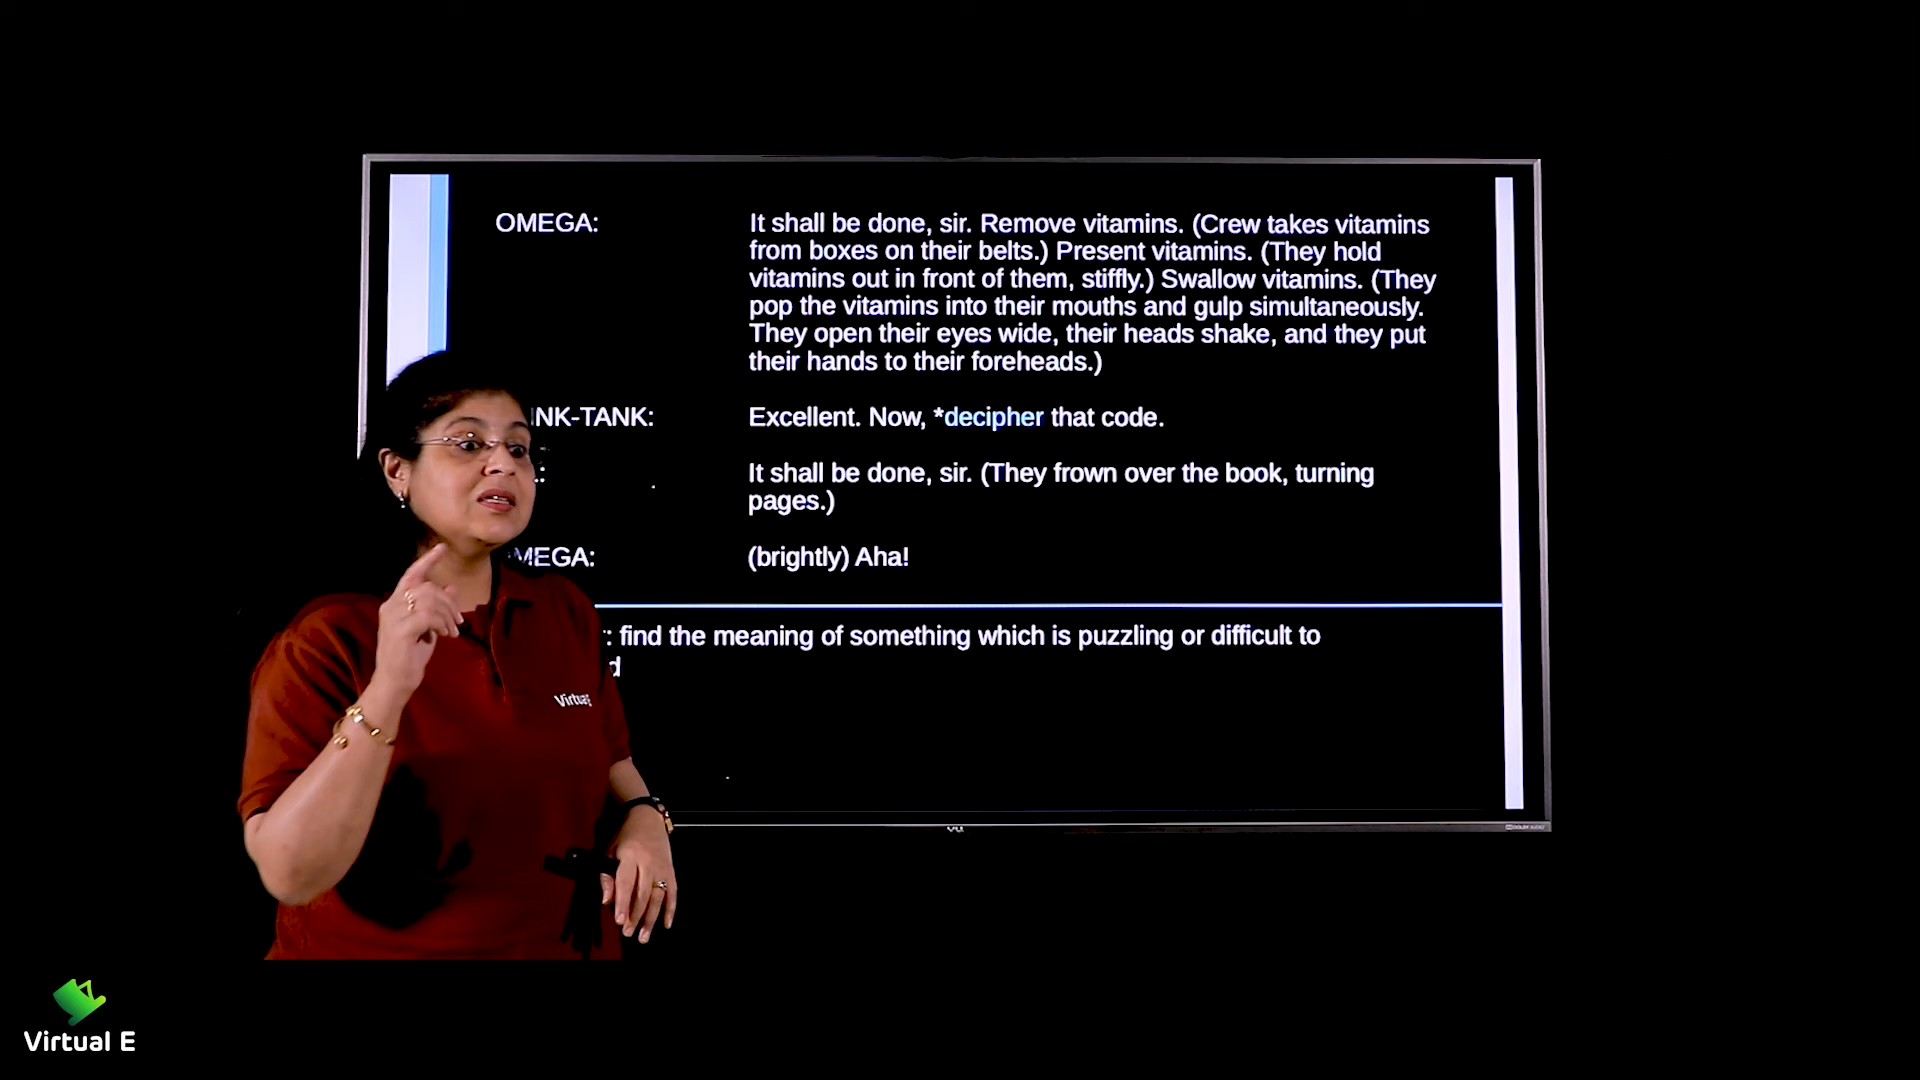 OMEGA: It shall be done, sir. Remove vitamins. (Crew takes vitamins
from boxes on their belts.) Present vitamins. (They hold
vitamins out in front of them, stiffly.) Swallow vitamins. (They
pop the vitamins into their mouths and gulp simultaneously.
They open their eyes wide, their heads shake, and they put
their hands to their foreheads.)
INK-TANK: Excellent. Now, *decipher that code.
: It shall be done, sir. (They frown over the book, turning
pages.)
MEGA: (brightly) Aha!
: find the meaning of something which is puzzling or difficult to
d
Virtual E
Virtual E